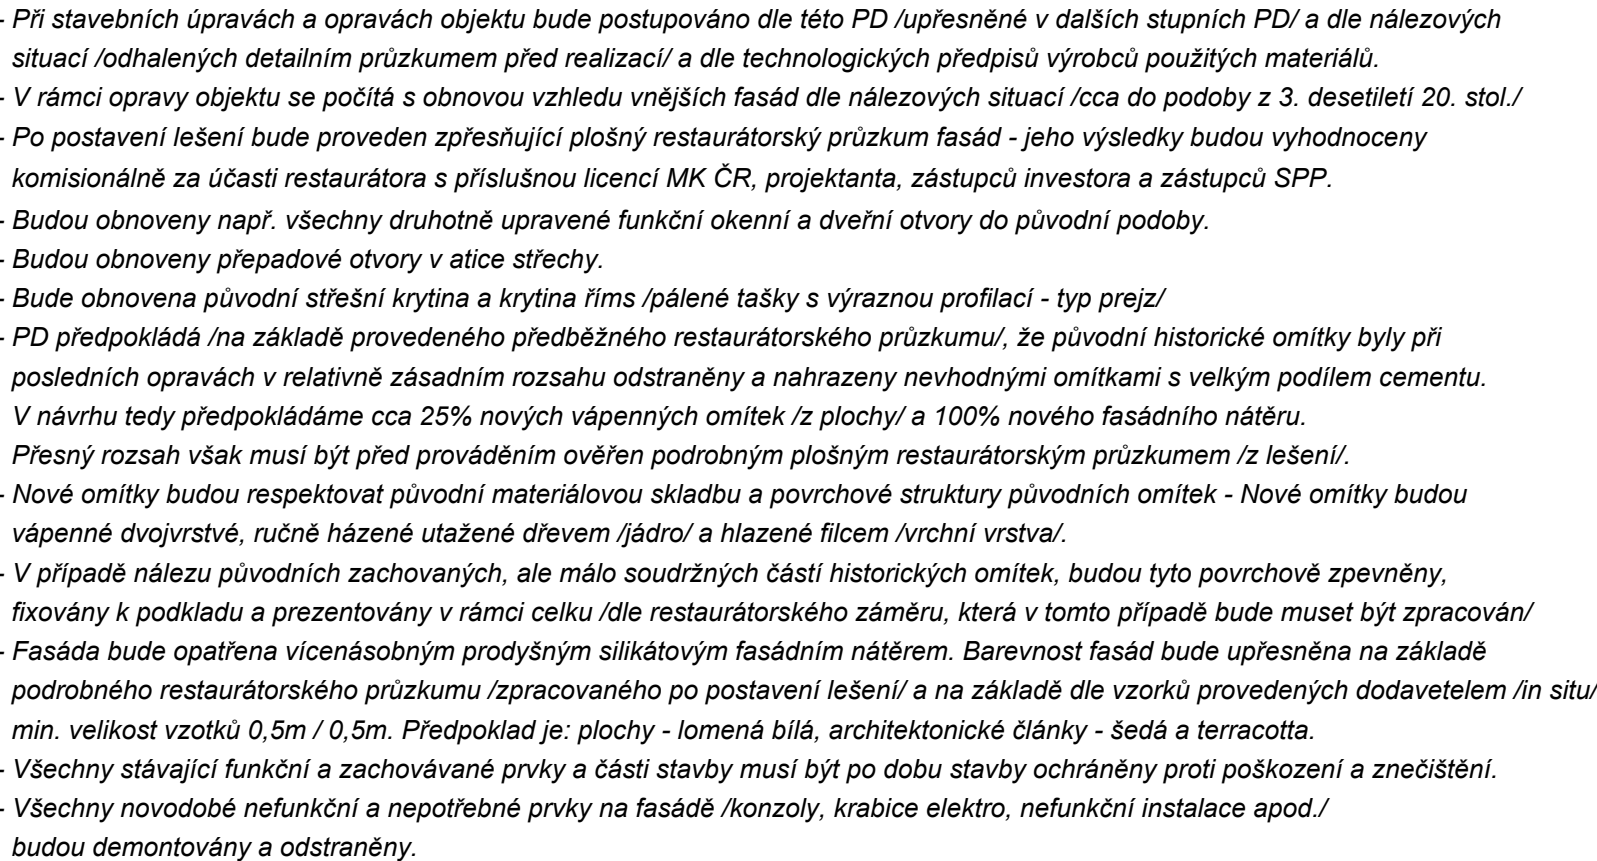 - Při stavebních úpravách a opravách objektu bude postupováno dle této PD /upřesněné v dalších stupních PD/ a dle nálezových
situací /odhalených detailním průzkumem před realizací/ a dle technologických předpisů výrobců použitých materiálů.
- V rámci opravy objektu se počítá s obnovou vzhledu vnějších fasád dle nálezových situací /cca do podoby z 3. desetiletí 20. stol./
- Po postavení lešení bude proveden zpřesňující plošný restaurátorský průzkum fasád - jeho výsledky budou vyhodnoceny
komisionálně za účasti restaurátora s příslušnou licencí MK ČR, projektanta, zástupců investora a zástupců SPP.
- Budou obnoveny např. všechny druhotně upravené funkční okenní a dveřní otvory do původní podoby.
- Budou obnoveny přepadové otvory v atice střechy.
- Bude obnovena původní střešní krytina a krytina říms /pálené tašky s výraznou profilací - typ prejz/
- PD předpokládá /na základě provedeného předběžného restaurátorského průzkumu/, že původní historické omítky byly při
posledních opravách v relativně zásadním rozsahu odstraněny a nahrazeny nevhodnými omítkami s velkým podílem cementu.
V návrhu tedy předpokládáme cca 25% nových vápenných omítek /z plochy/ a 100% nového fasádního nátěru.
Přesný rozsah však musí být před prováděním ověřen podrobným plošným restaurátorským průzkumem /z lešení/.
- Nové omítky budou respektovat původní materiálovou skladbu a povrchové struktury původních omítek - Nové omítky budou
vápenné dvojvrstvé, ručně házené utažené dřevem /jádro/ a hlazené filcem /vrchní vrstva/.
- V případě nálezu původních zachovaných, ale málo soudržných částí historických omítek, budou tyto povrchově zpevněny,
fixovány k podkladu a prezentovány v rámci celku /dle restaurátorského záměru, která v tomto případě bude muset být zpracován/
- Fasáda bude opatřena vícenásobným prodyšným silikátovým fasádním nátěrem. Barevnost fasád bude upřesněna na základě
podrobného restaurátorského průzkumu /zpracovaného po postavení lešení/ a na základě dle vzorků provedených dodavetelem /in situ/
min. velikost vzotků 0,5m / 0,5m. Předpoklad je: plochy - lomená bílá, architektonické články - šedá a terracotta.
- Všechny stávající funkční a zachovávané prvky a části stavby musí být po dobu stavby ochráněny proti poškození a znečištění.
- Všechny novodobé nefunkční a nepotřebné prvky na fasádě /konzoly, krabice elektro, nefunkční instalace apod./
budou demontovány a odstraněny.